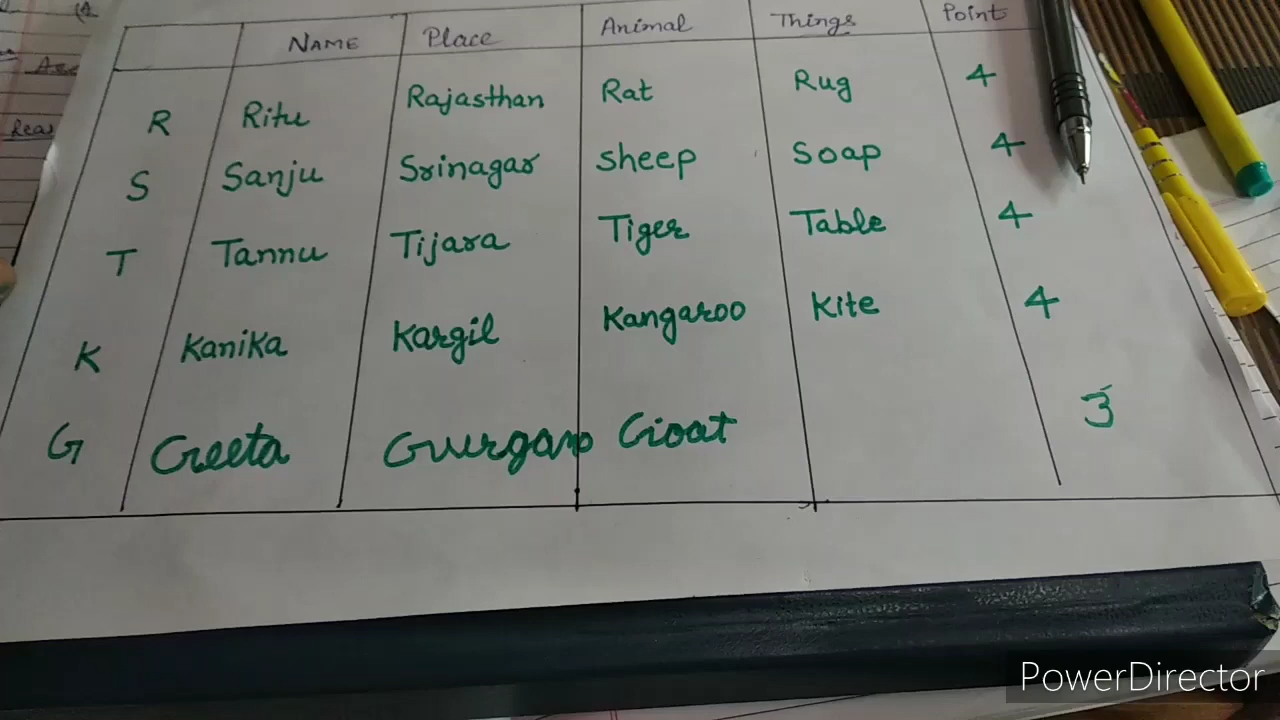 NAME Place Animal Things Point
R Ritu Rajasthan Rat Rug 4
S Sanju Srinagar Sheep Soap 4
T Tannu Tijara Tiger Table 4
K Kanika Kargil Kangaroo Kite 4
G Geeta Gurgano Goat 3
PowerDirector